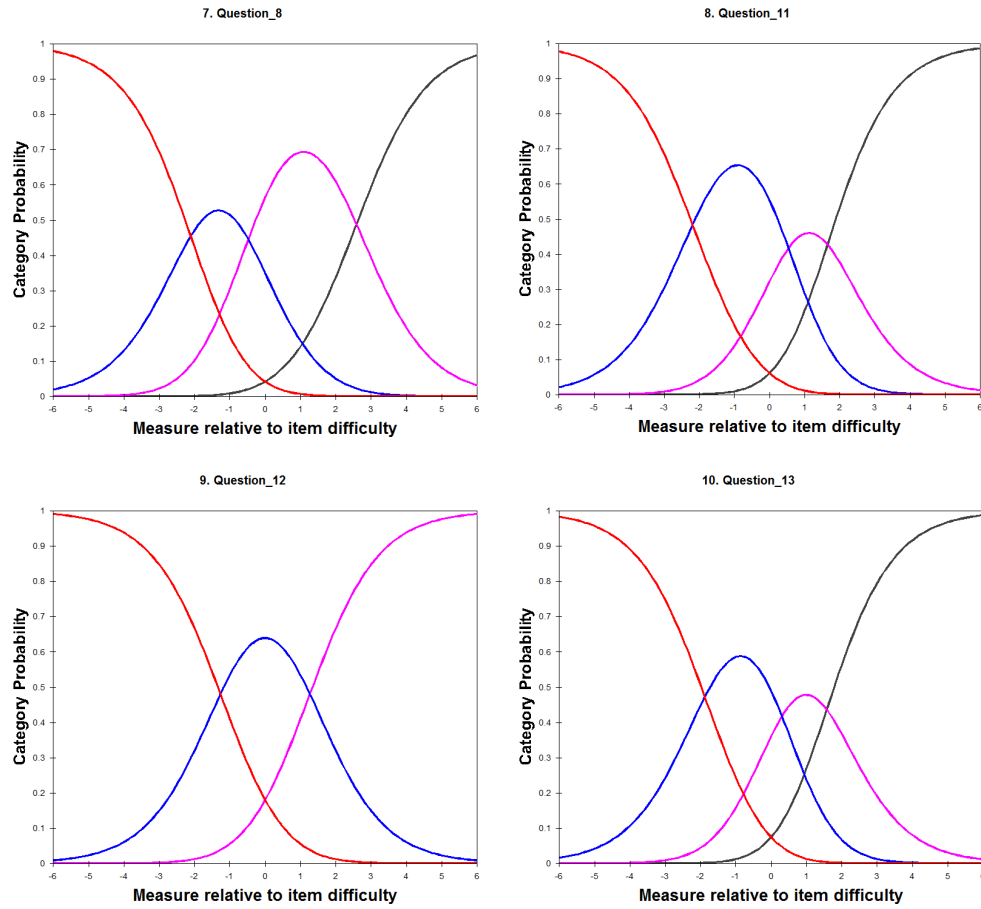 7. Question_8
1
0.9
0.8
0.7
0.6
0.5
0.4
0.3
0.2
0.1
0
Category Probability
-6 -5 -4 -3 -2 -1 0 1 2 3 4 5 6
Measure relative to item difficulty
8. Question_11
1
0.9
0.8
0.7
0.6
0.5
0.4
0.3
0.2
0.1
0
Category Probability
-6 -5 -4 -3 -2 -1 0 1 2 3 4 5 6
Measure relative to item difficulty
9. Question_12
1
0.9
0.8
0.7
0.6
0.5
0.4
0.3
0.2
0.1
0
Category Probability
-6 -5 -4 -3 -2 -1 0 1 2 3 4 5 6
Measure relative to item difficulty
10. Question_13
1
0.9
0.8
0.7
0.6
0.5
0.4
0.3
0.2
0.1
0
Category Probability
-6 -5 -4 -3 -2 -1 0 1 2 3 4 5 6
Measure relative to item difficulty